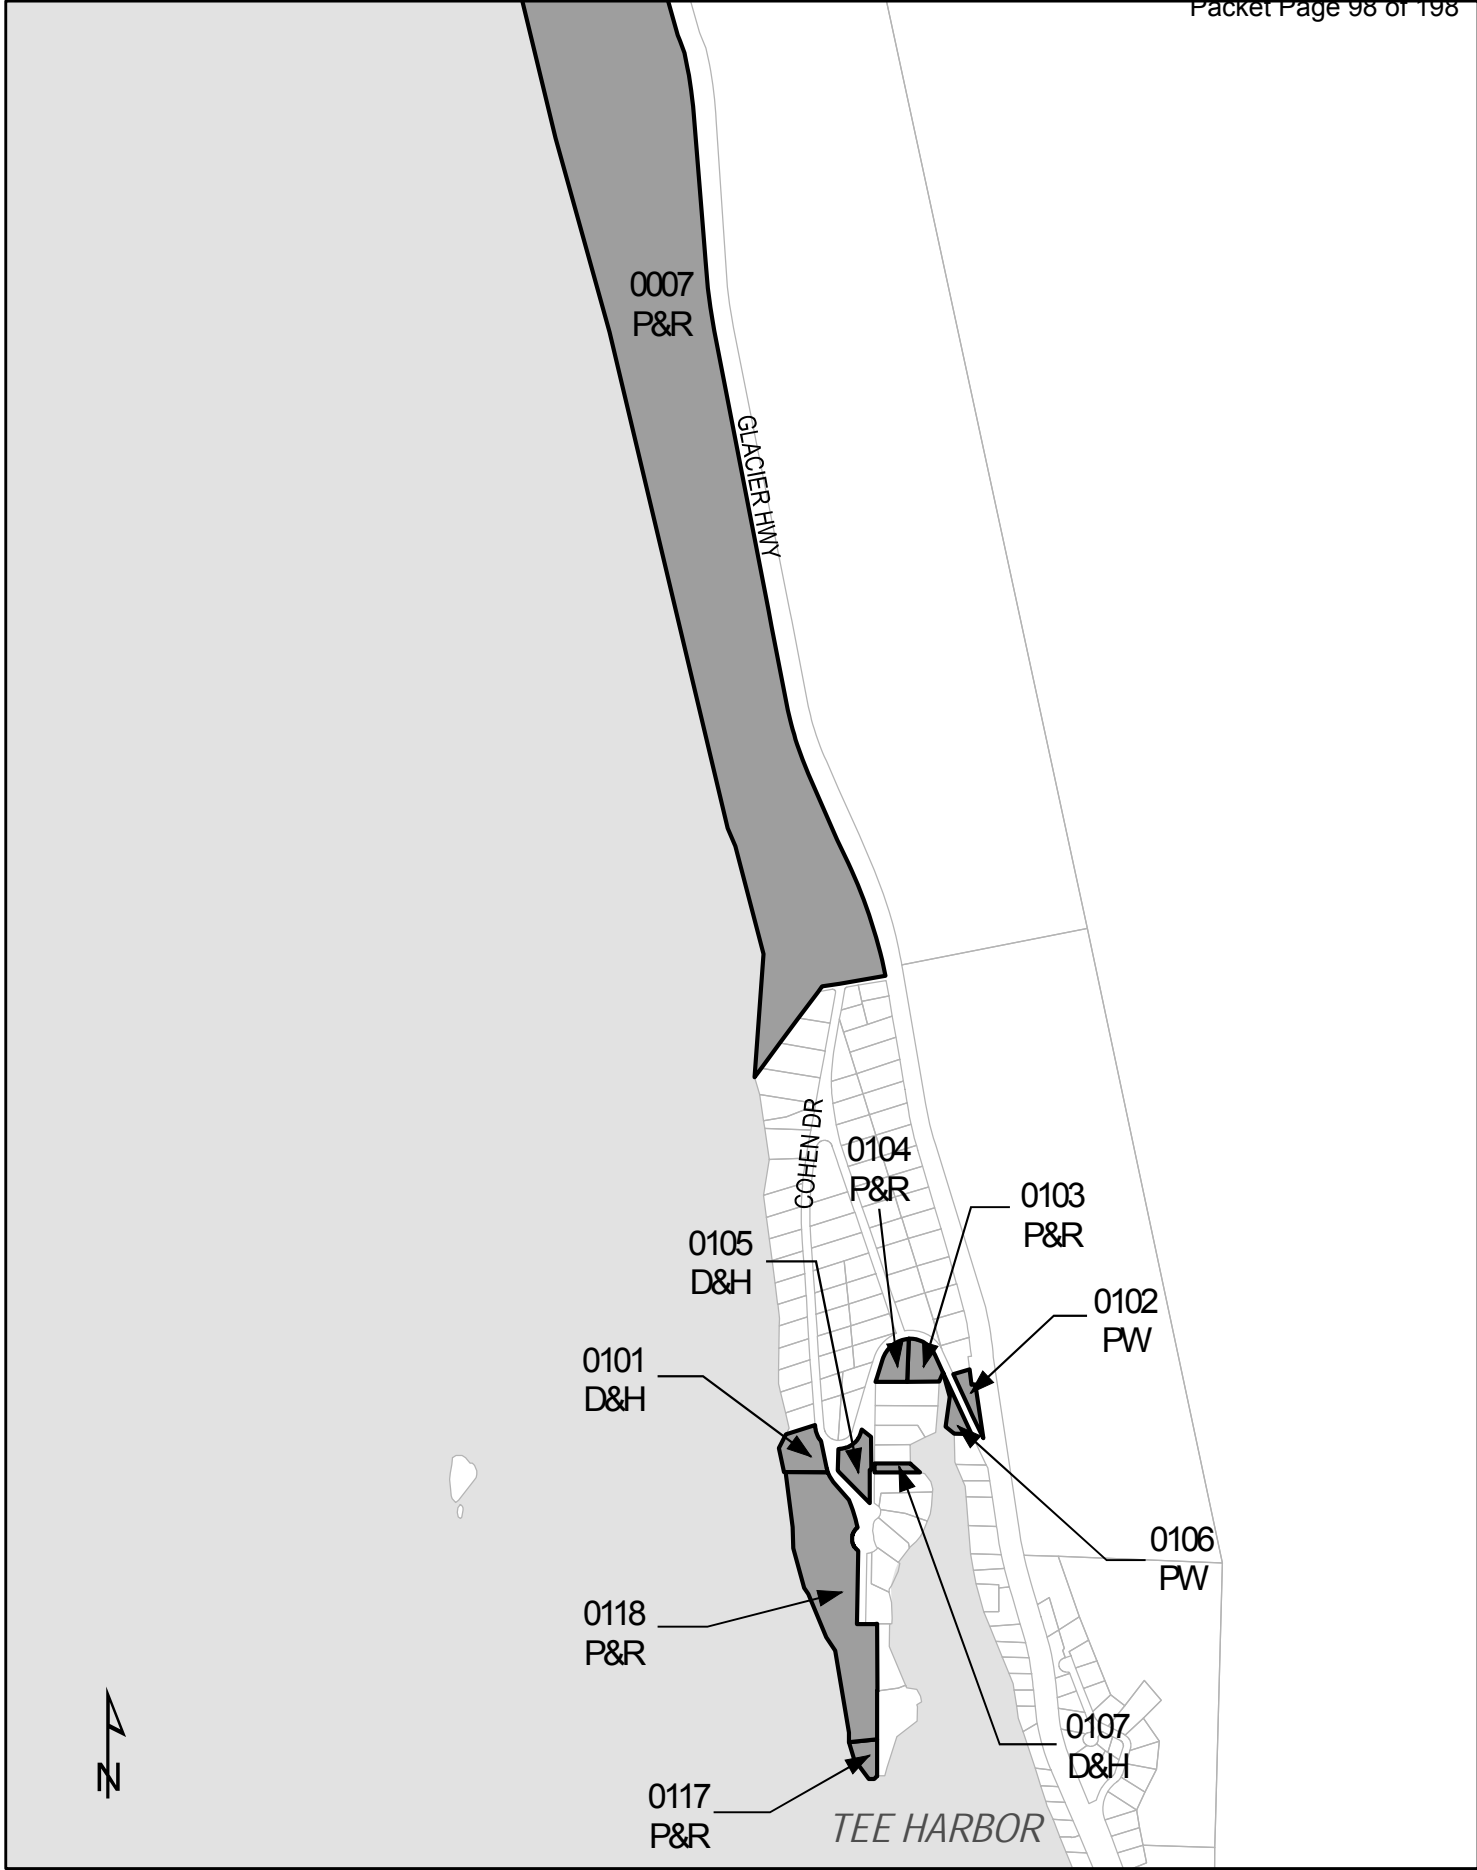 Packet Page 98 of 198
0007
P&R
GLACIER HWY
COHEN DR
0104
P&R
0103
P&R
0105
D&H
0102
PW
0101
D&H
0106
PW
0118
P&R
0107
D&H
0117
P&R
TEE HARBOR
N